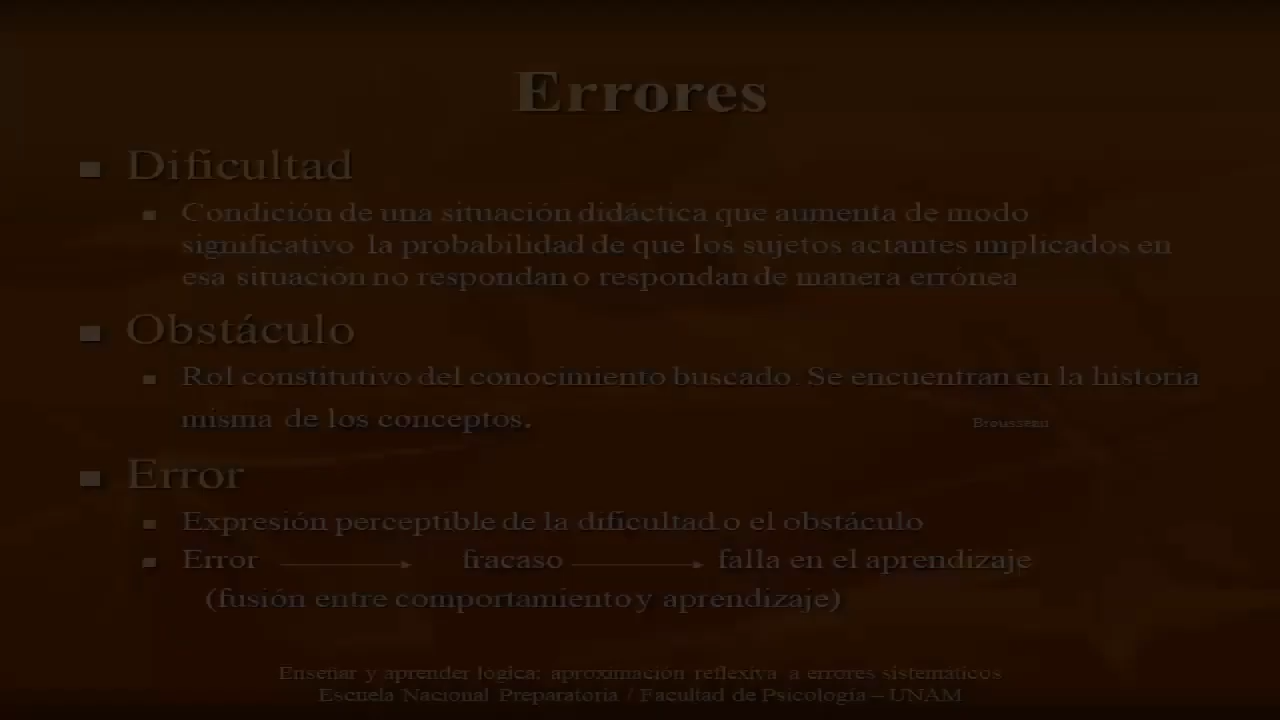 Errores
Dificultad
Condición de una situación didáctica que aumenta de modo
significativo la probabilidad de que los sujetos actantes implicados en
esa situación no respondan o respondan de manera errónea
Obstáculo
Rol constitutivo del conocimiento buscado. Se encuentran en la historia
misma de los conceptos.
Brousseau
Error
Expresión perceptible de la dificultad o el obstáculo
Error fracaso falla en el aprendizaje
(fusión entre comportamiento y aprendizaje)
Enseñar y aprender lógica: aproximación reflexiva a errores sistemáticos
Escuela Nacional Preparatoria / Facultad de Psicología – UNAM